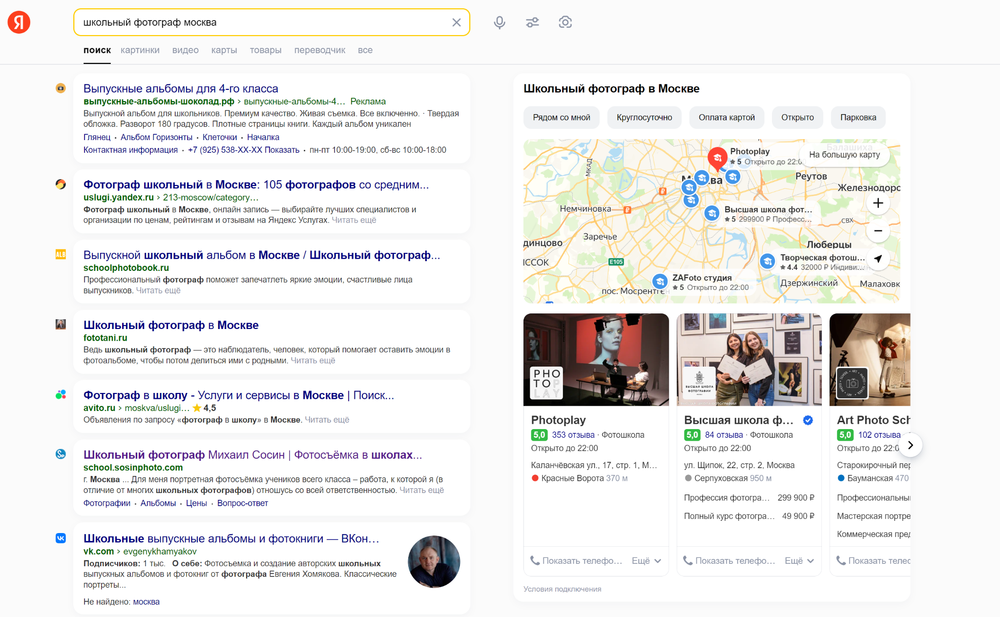 Я
школьный фотограф москва
поиск картинки видео карты товары переводчик все
Выпускные альбомы для 4-го класса
выпускные-альбомы-шоколад.рф › выпускные-альбомы-4… Реклама
Выпускной альбом для школьников. Премиум качество. Живая съемка. Все включенно. · Твердая
обложка. Разворот 180 градусов. Плотные страницы книги. Каждый альбом уникален
Глянец · Альбом Горизонты · Клеточки · Началка
Контактная информация · +7 (925) 538-XX-XX Показать · пн-пт 10:00-19:00, сб-вс 10:00-18:00
Фотограф школьный в Москве: 105 фотографов со средним...
uslugi.yandex.ru › 213-moscow/category…
Фотограф школьный в Москве, онлайн запись — выбирайте лучших специалистов и
организации по ценам, рейтингам и отзывам на Яндекс Услугах. Читать ещё
ALB
Выпускной школьный альбом в Москве / Школьный фотограф...
schoolphotobook.ru
Профессиональный фотограф поможет запечатлеть яркие эмоции, счастливые лица
выпускников. Читать ещё
Школьный фотограф в Москве
fototani.ru
Ведь школьный фотограф — это наблюдатель, человек, который помогает оставить эмоции в
фотоальбоме, чтобы потом делиться ими с родными. Читать ещё
Фотограф в школу - Услуги и сервисы в Москве | Поиск...
avito.ru › moskva/uslugi… 4,5
Объявления по запросу «фотограф в школу» в Москве. Читать ещё
Школьный фотограф Михаил Сосин | Фотосъёмка в школах...
school.sosinphoto.com
г. Москва ... Для меня портретная фотосъёмка учеников всего класса – работа, к которой я (в
отличие от многих школьных фотографов) отношусь со всей ответственностью. Читать ещё
Фотографии · Альбомы · Цены · Вопрос-ответ
Школьные выпускные альбомы и фотокниги — ВКон…
vk.com › evgenykhamyakov
Подписчиков: 1 тыс. О себе: Фотосъемка и создание авторских школьных
выпускных альбомов и фотокниг от фотографа Евгения Хомякова. Классические
портреты...
Не найдено: москва
Школьный фотограф в Москве
Рядом со мной Круглосуточно Оплата картой Открыто Парковка
Балашиха
Photoplay
5 Открыто до 22:00
На большую карту
МКАД
Реутов
Железнодоро
Немчиновка
Высшая школа фот…
5 299900 ₽ Професс…
СВХ
Заречье
динцово
Люберцы
ІССОК
E105
Творческая фотош…
4.4 32000 ₽ Индиви…
ZAFoto студия
5 Открыто до 22:00
пос. Мосрентген
Дзержинский
Малаховк
PHO
TOP
LAY
ВЫСШАЯ ШКОЛА
ФОТОГРАФИИ
МОСКВА
ВЫСШАЯ ШКОЛА ФОТОГРАФИИ
SCHOOL • ART • PHOTO • SCHOOL • ART • PHOTO
Photoplay
5,0 353 отзыва · Фотошкола
Открыто до 22:00
Каланчёвская ул., 17, стр. 1, М…
Красные Ворота 370 м
Показать телефо… Ещё
Высшая школа ф…
5,0 84 отзыва · Фотошкола
Открыто до 22:00
ул. Щипок, 22, стр. 2, Москва
Серпуховская 950 м
Профессия фотогра… 299 900 ₽
Полный курс фотогра… 49 900 ₽
Показать телефо… Ещё
Art Photo Sch
5,0 102 отзыва
Открыто до 22:0
Старокирочный пер
Бауманская 470
Профессиональны
Мастерская портре
Коммерческая пред
Показать телес
Условия подключения